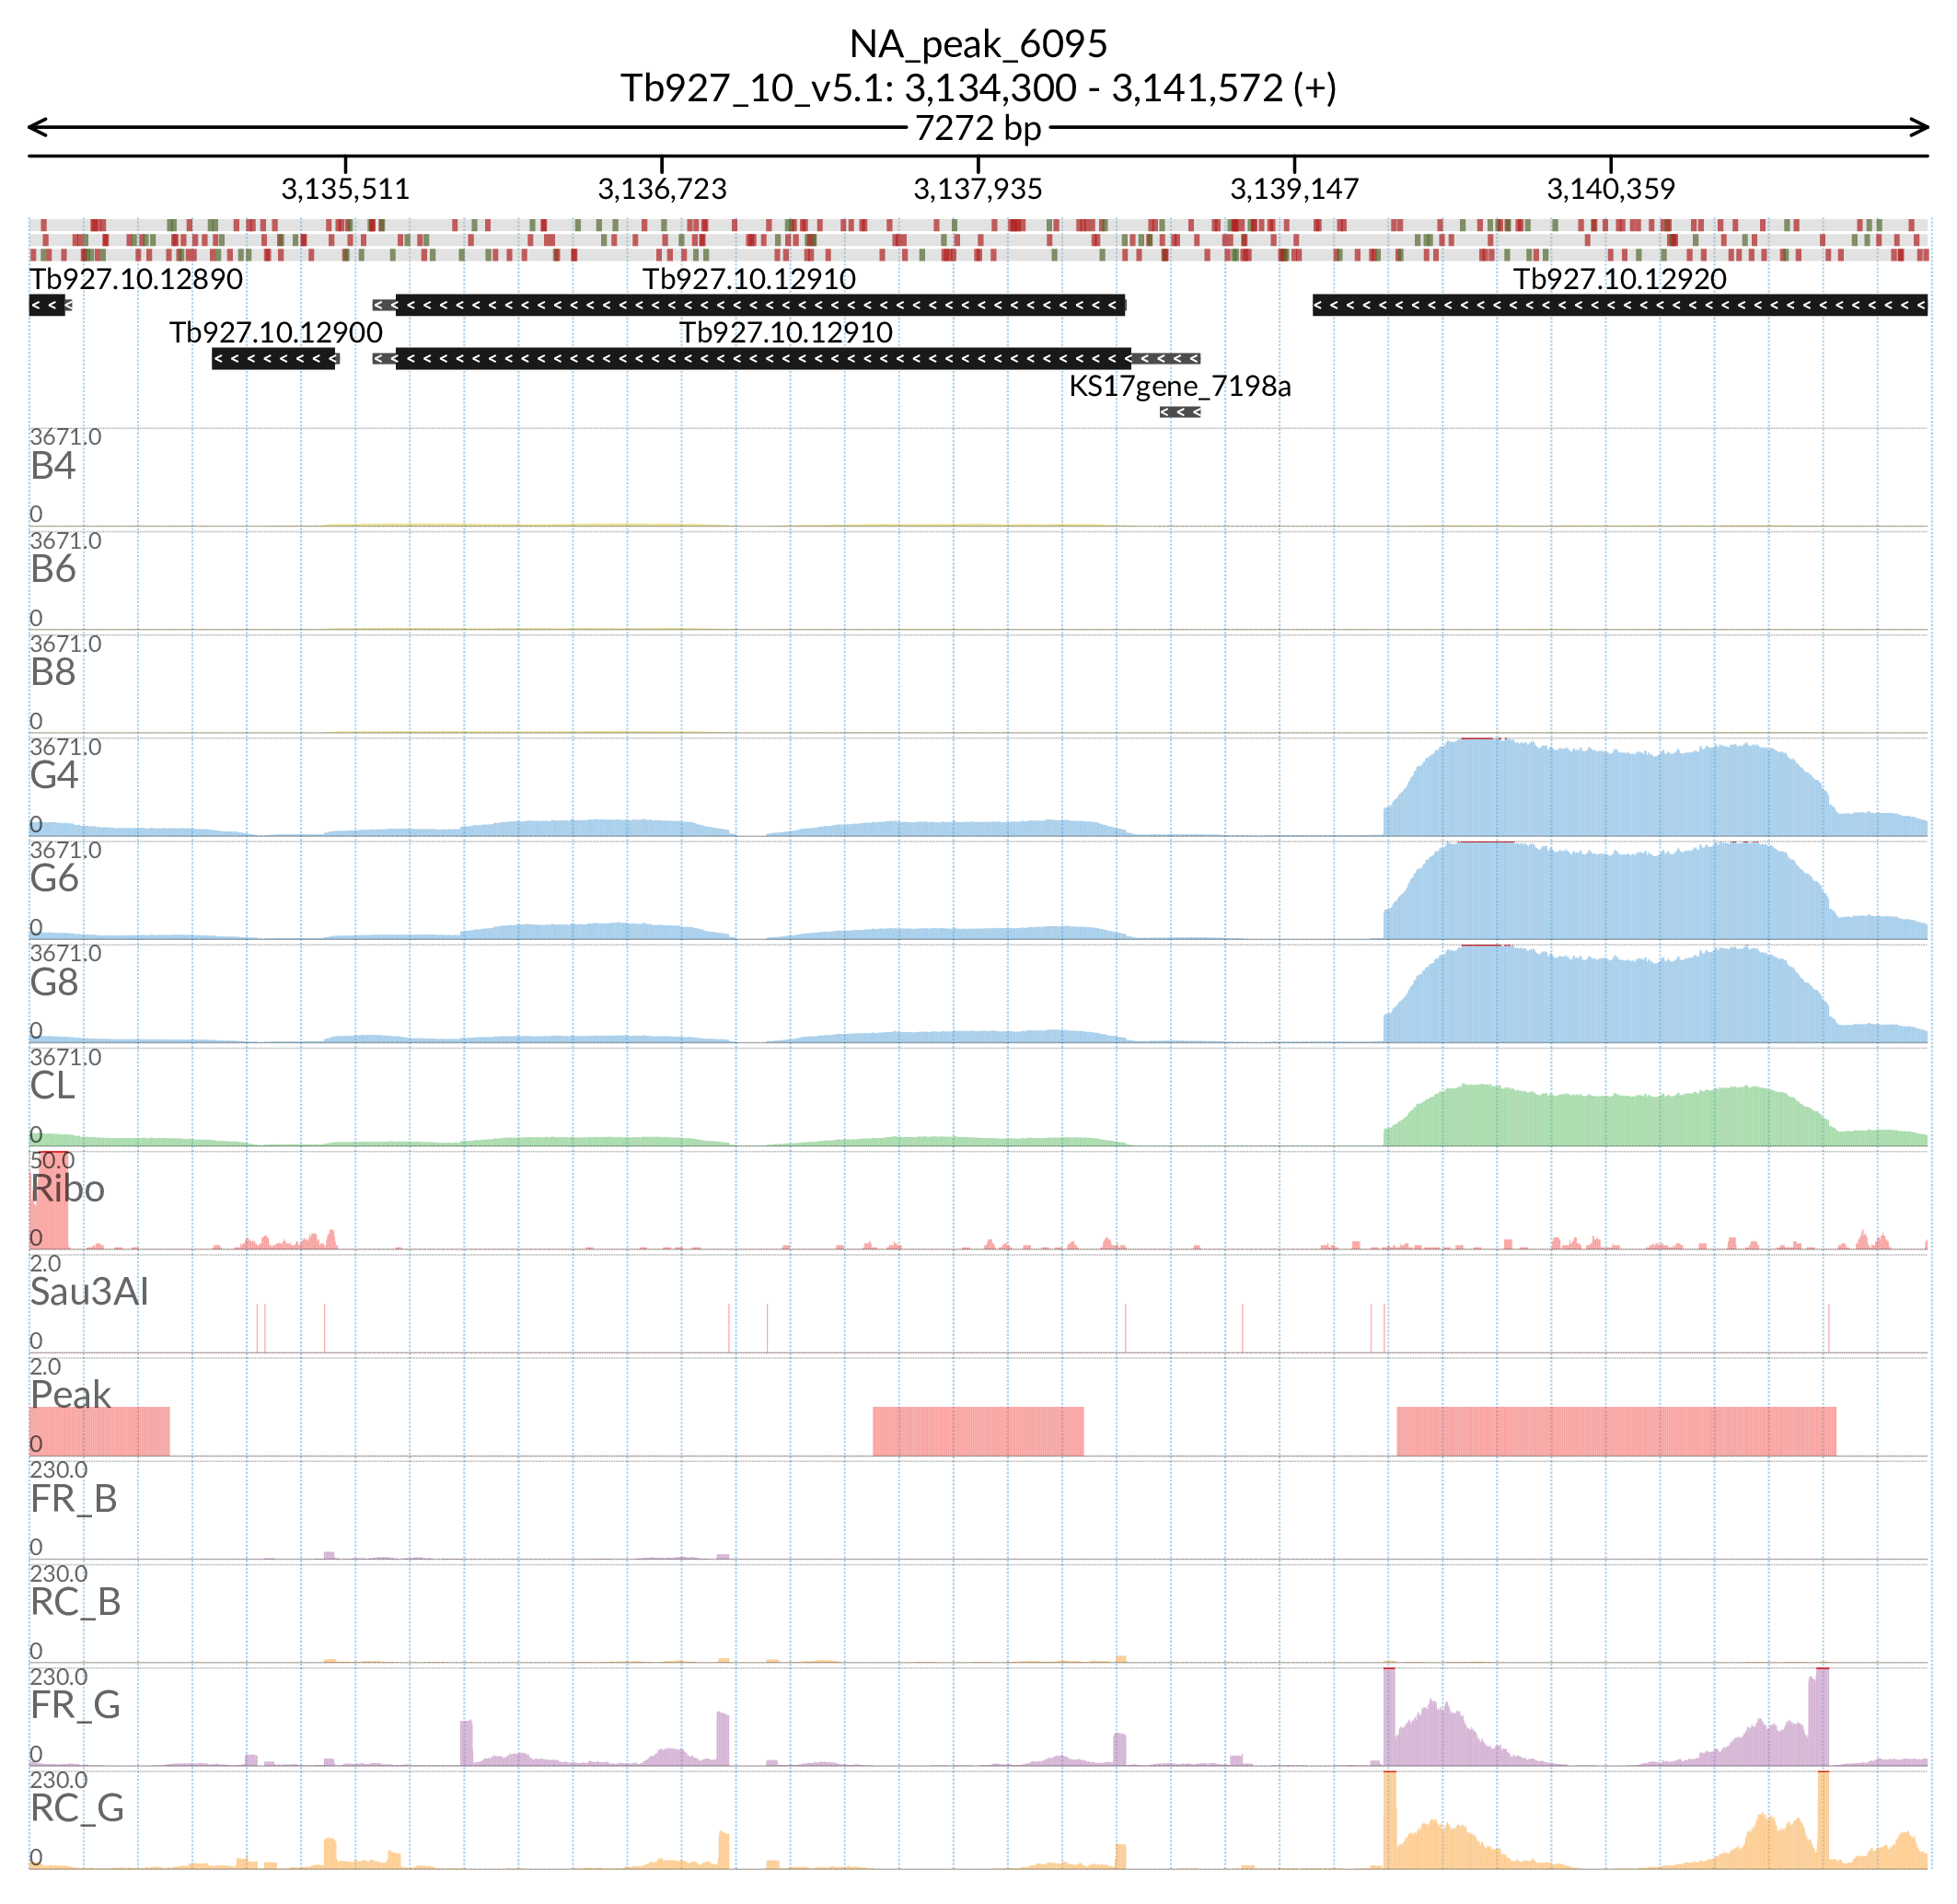 NA_peak_6095
Tb927_10_v5.1: 3,134,300 - 3,141,572 (+)
7272 bp
3,135,511 3,136,723 3,137,935 3,139,147 3,140,359
Tb927.10.12890 Tb927.10.12910 Tb927.10.12920
Tb927.10.12900 Tb927.10.12910
KS17gene_7198a
3671.0
B4
0
3671.0
B6
0
3671.0
B8
0
3671.0
G4
0
3671.0
G6
0
3671.0
G8
0
3671.0
CL
0
50.0
Ribo
0
2.0
Sau3AI
0
2.0
Peak
0
230.0
FR_B
0
230.0
RC_B
0
230.0
FR_G
0
230.0
RC_G
0